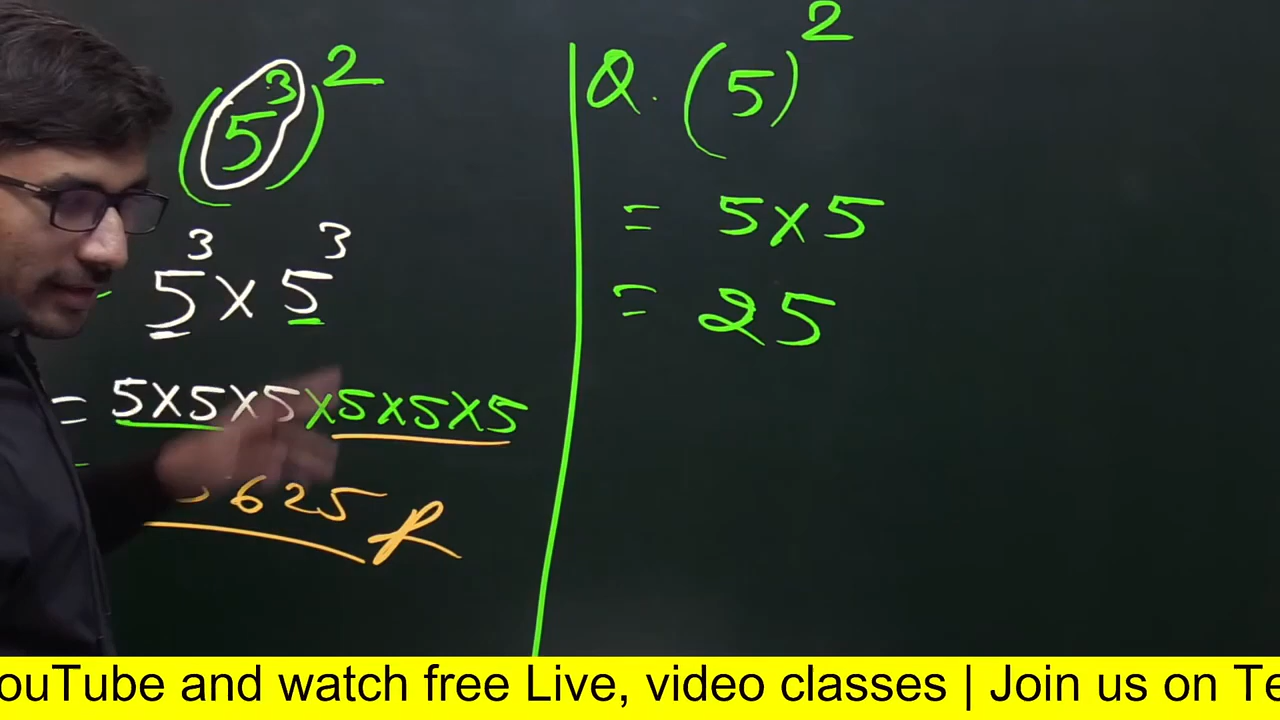 (5³)²
5³ × 5³
= 5×5×5×5×5×5
5625
Q. (5)²
= 5×5
= 25
ouTube and watch free Live, video classes | Join us on Te